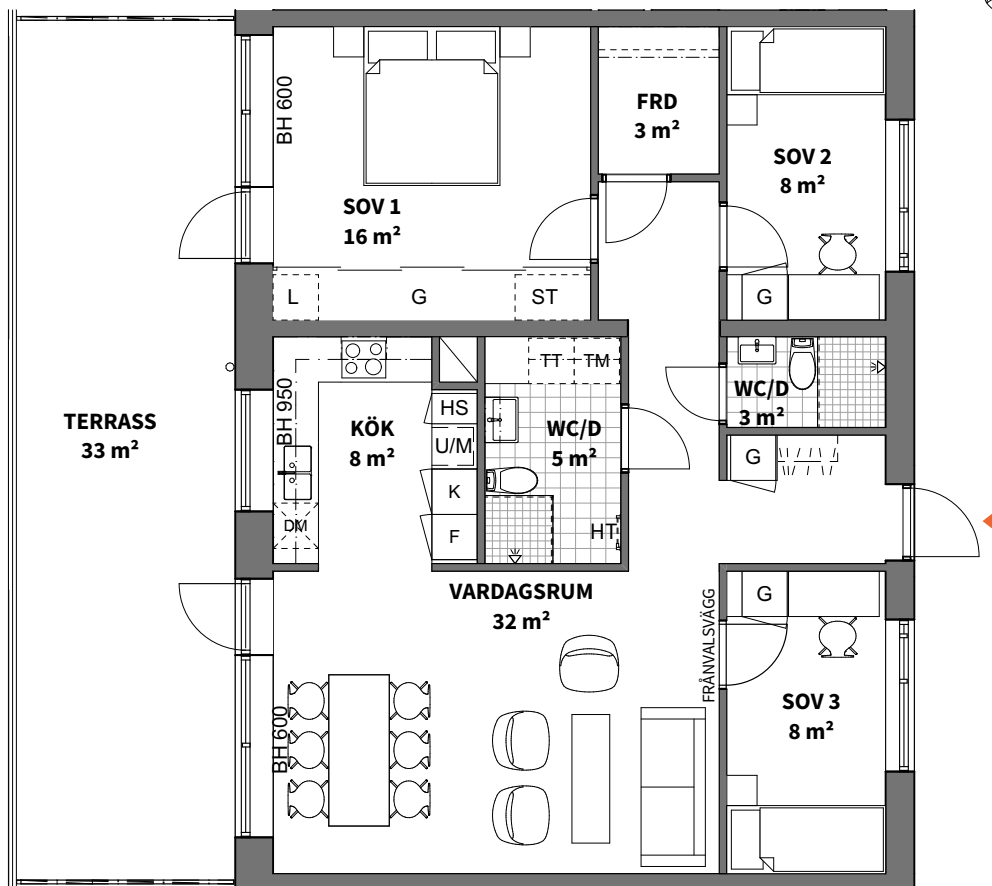 BH 600
FRD
3 m²
SOV 2
8 m²
SOV 1
16 m²
L
G
ST
G
TERRASS
33 m²
BH 950
KÖK
8 m²
HS
U/M
K
F
DM
TT
TM
WC/D
5 m²
HT
WC/D
3 m²
G
VARDAGSRUM
32 m²
FRÅNVALSVÄGG
G
SOV 3
8 m²
BH 600